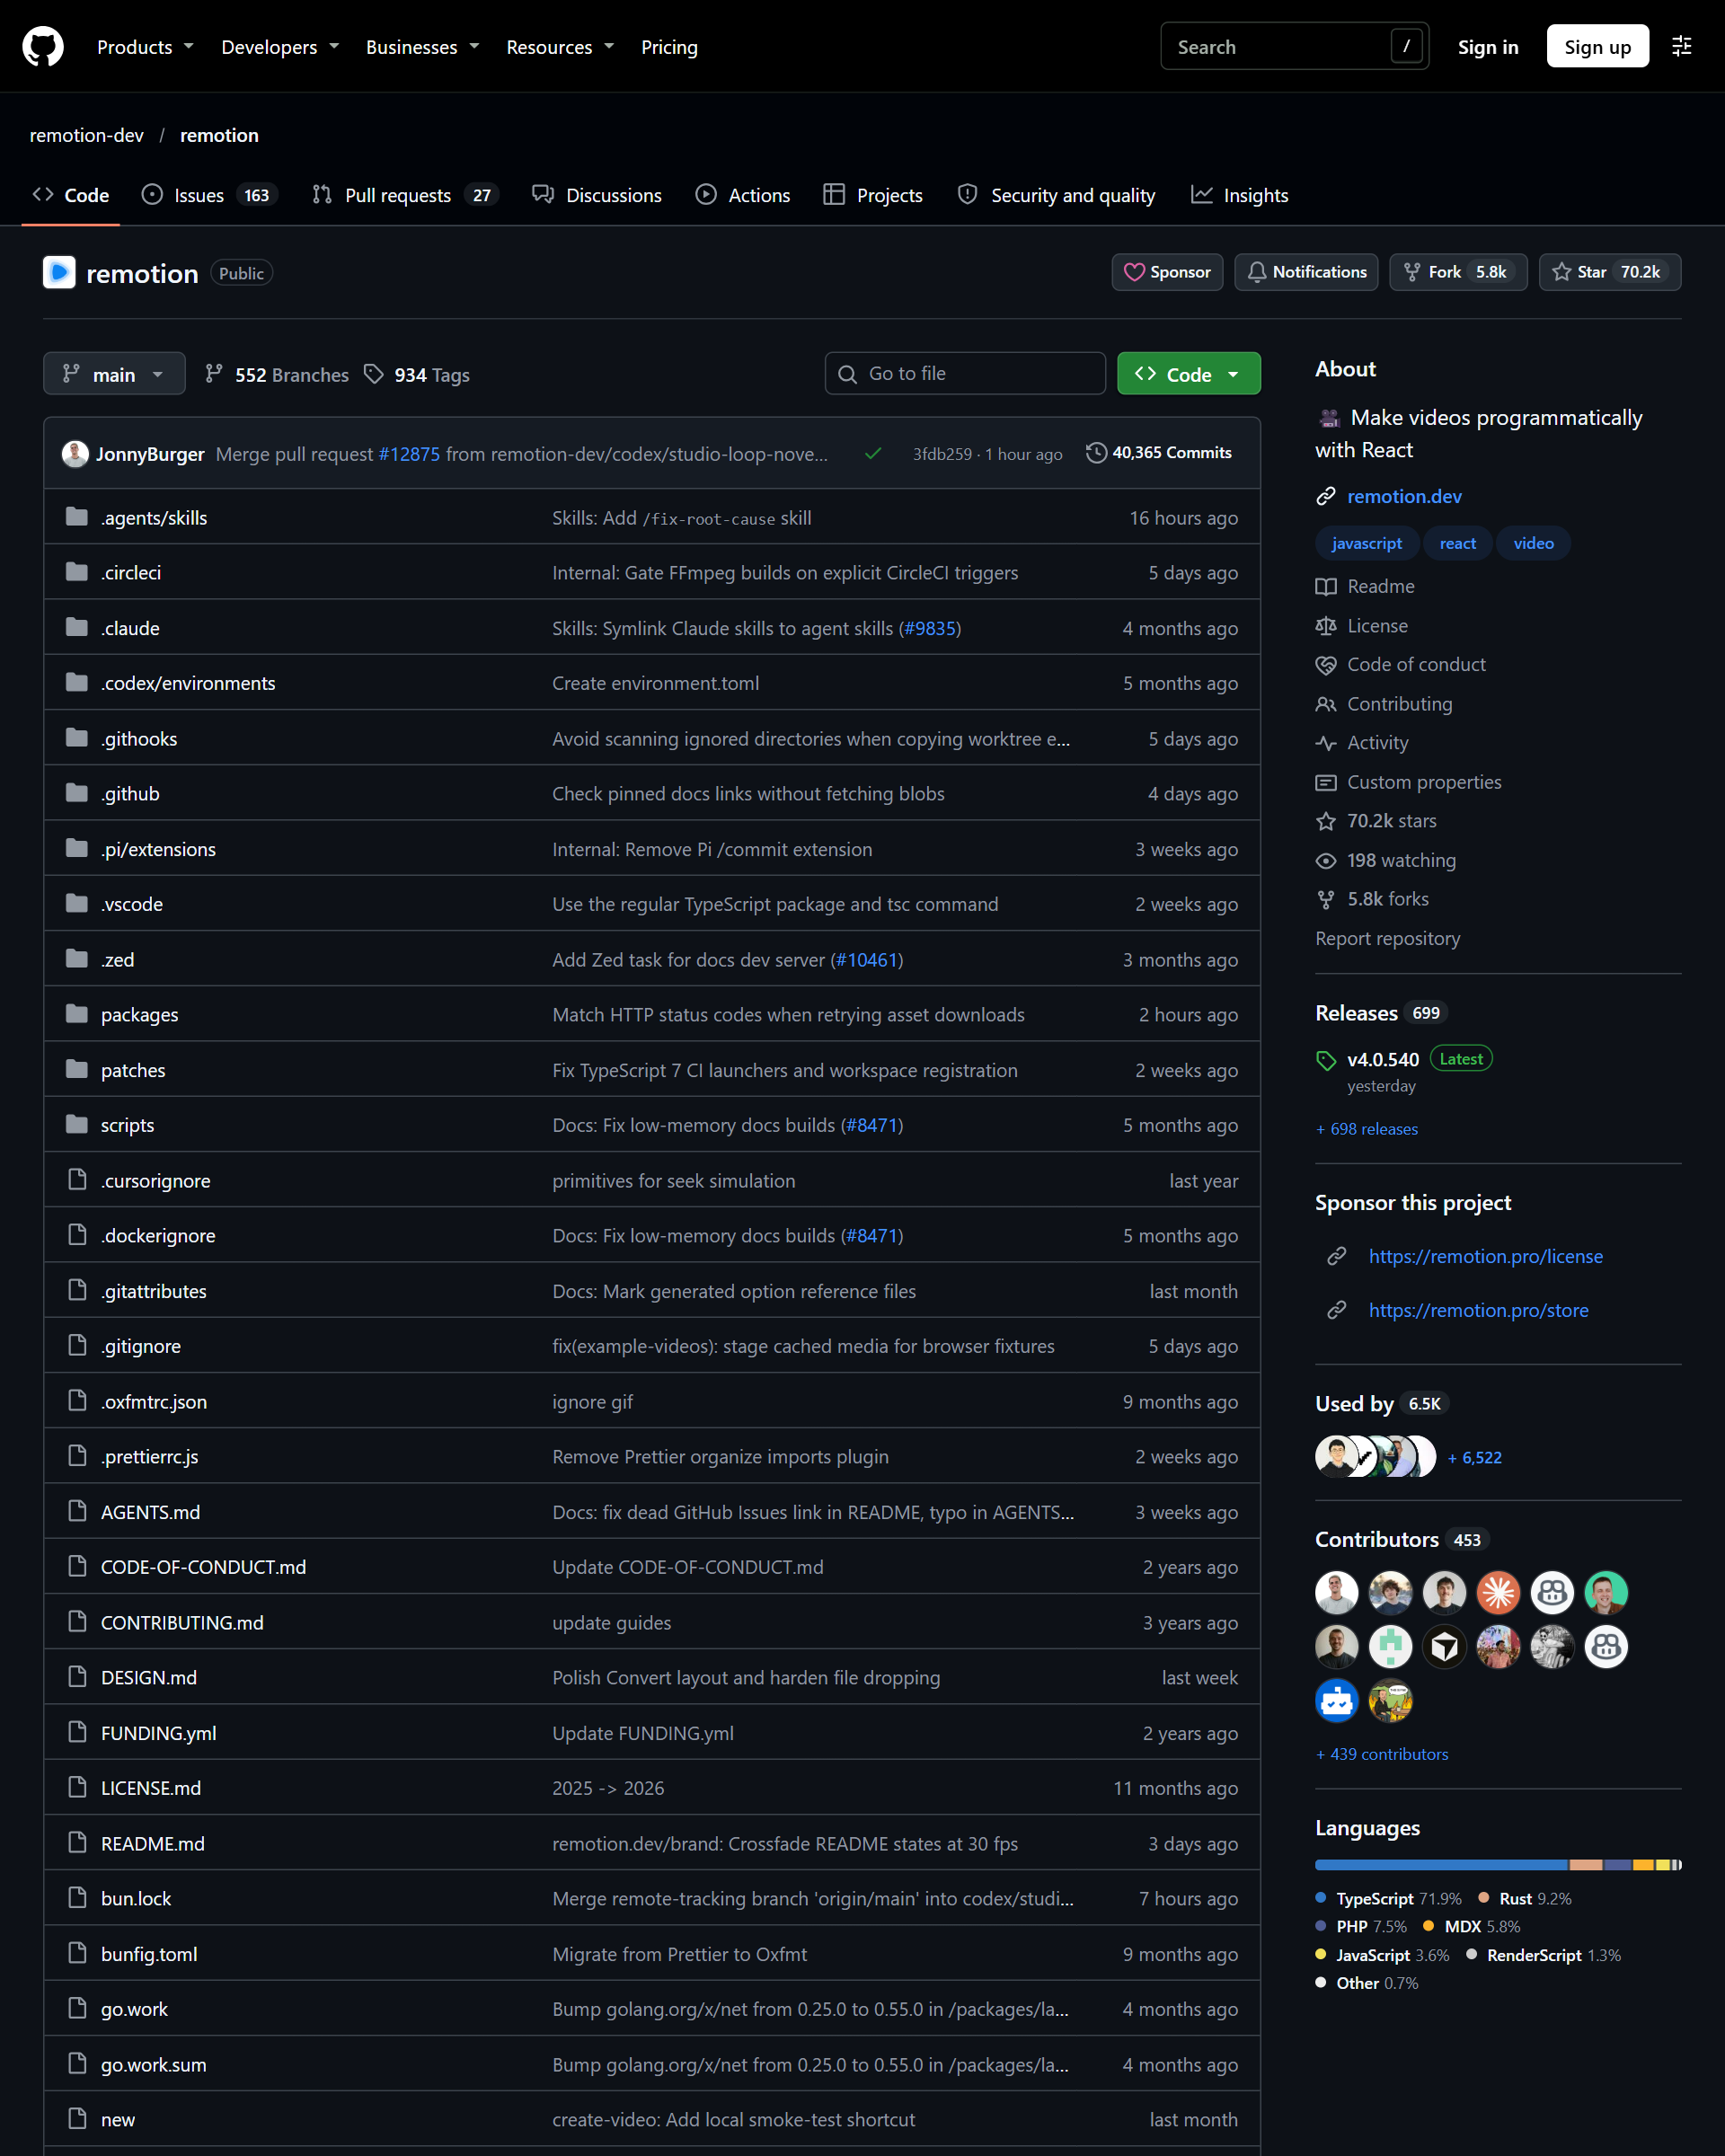 Products Developers Businesses Resources Pricing Search / Sign in Sign up
remotion-dev / remotion
Code Issues 163 Pull requests 27 Discussions Actions Projects Security and quality Insights
remotion Public Sponsor Notifications Fork 5.8k Star 70.2k
main 552 Branches 934 Tags Go to file Code
JonnyBurger Merge pull request #12875 from remotion-dev/codex/studio-loop-nove... 3fdb259 · 1 hour ago 40,365 Commits
.agents/skills Skills: Add /fix-root-cause skill 16 hours ago
.circleci Internal: Gate FFmpeg builds on explicit CircleCI triggers 5 days ago
.claude Skills: Symlink Claude skills to agent skills (#9835) 4 months ago
.codex/environments Create environment.toml 5 months ago
.githooks Avoid scanning ignored directories when copying worktree e... 5 days ago
.github Check pinned docs links without fetching blobs 4 days ago
.pi/extensions Internal: Remove Pi /commit extension 3 weeks ago
.vscode Use the regular TypeScript package and tsc command 2 weeks ago
.zed Add Zed task for docs dev server (#10461) 3 months ago
packages Match HTTP status codes when retrying asset downloads 2 hours ago
patches Fix TypeScript 7 CI launchers and workspace registration 2 weeks ago
scripts Docs: Fix low-memory docs builds (#8471) 5 months ago
.cursorignore primitives for seek simulation last year
.dockerignore Docs: Fix low-memory docs builds (#8471) 5 months ago
.gitattributes Docs: Mark generated option reference files last month
.gitignore fix(example-videos): stage cached media for browser fixtures 5 days ago
.oxfmtrc.json ignore gif 9 months ago
.prettierrc.js Remove Prettier organize imports plugin 2 weeks ago
AGENTS.md Docs: fix dead GitHub Issues link in README, typo in AGENTS... 3 weeks ago
CODE-OF-CONDUCT.md Update CODE-OF-CONDUCT.md 2 years ago
CONTRIBUTING.md update guides 3 years ago
DESIGN.md Polish Convert layout and harden file dropping last week
FUNDING.yml Update FUNDING.yml 2 years ago
LICENSE.md 2025 -> 2026 11 months ago
README.md remotion.dev/brand: Crossfade README states at 30 fps 3 days ago
bun.lock Merge remote-tracking branch 'origin/main' into codex/studi... 7 hours ago
bunfig.toml Migrate from Prettier to Oxfmt 9 months ago
go.work Bump golang.org/x/net from 0.25.0 to 0.55.0 in /packages/la... 4 months ago
go.work.sum Bump golang.org/x/net from 0.25.0 to 0.55.0 in /packages/la... 4 months ago
new create-video: Add local smoke-test shortcut last month
About
Make videos programmatically
with React
remotion.dev
javascript react video
Readme
License
Code of conduct
Contributing
Activity
Custom properties
70.2k stars
198 watching
5.8k forks
Report repository
Releases 699
v4.0.540 Latest
yesterday
+ 698 releases
Sponsor this project
https://remotion.pro/license
https://remotion.pro/store
Used by 6.5K
+ 6,522
Contributors 453
+ 439 contributors
Languages
TypeScript 71.9% Rust 9.2%
PHP 7.5% MDX 5.8%
JavaScript 3.6% RenderScript 1.3%
Other 0.7%